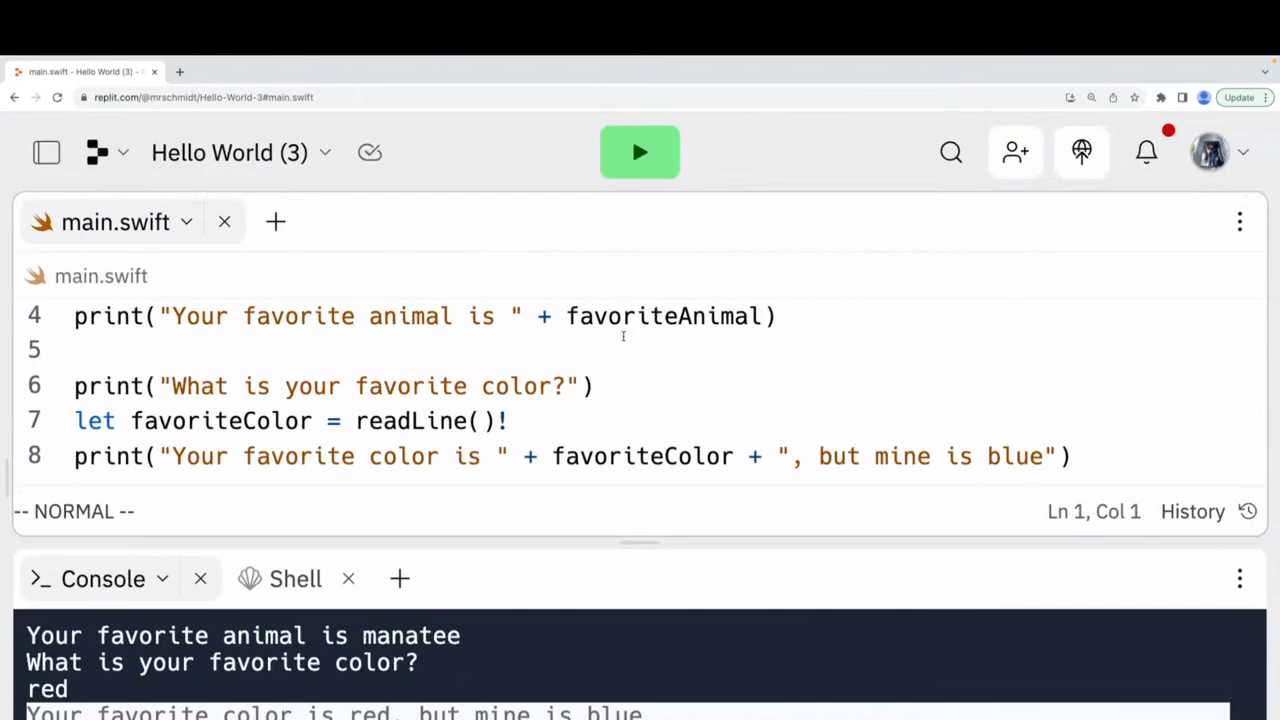 main.swift - Hello World (3) -
replit.com/@mrschmidt/Hello-World-3#main.swift
Update
Hello World (3)
main.swift
main.swift
4 print("Your favorite animal is " + favoriteAnimal)
5
6 print("What is your favorite color?")
7 let favoriteColor = readLine()!
8 print("Your favorite color is " + favoriteColor + ", but mine is blue")
-- NORMAL --
Ln 1, Col 1 History
>_ Console
Shell
Your favorite animal is manatee
What is your favorite color?
red
Your favorite color is red, but mine is blue